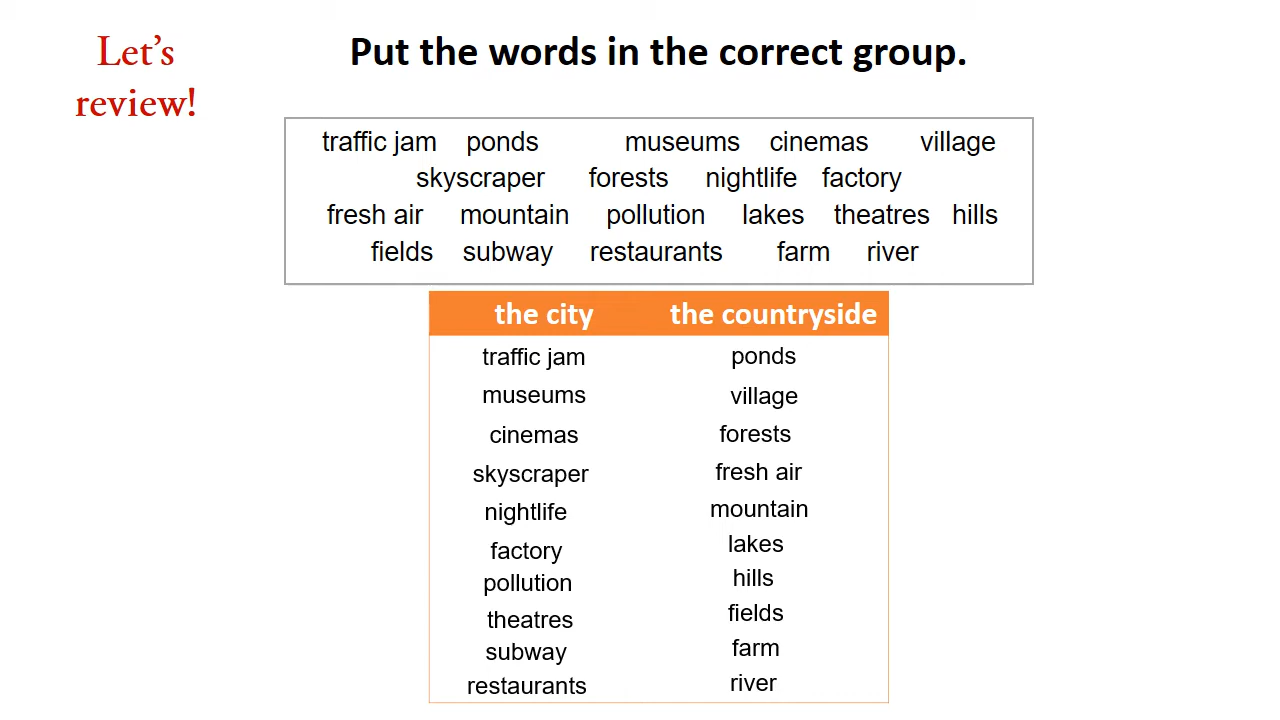 Let's
review!
Put the words in the correct group.
traffic jam ponds museums cinemas village
skyscraper forests nightlife factory
fresh air mountain pollution lakes theatres hills
fields subway restaurants farm river
the city the countryside
traffic jam ponds
museums village
cinemas forests
skyscraper fresh air
nightlife mountain
factory lakes
pollution hills
theatres fields
subway farm
restaurants river